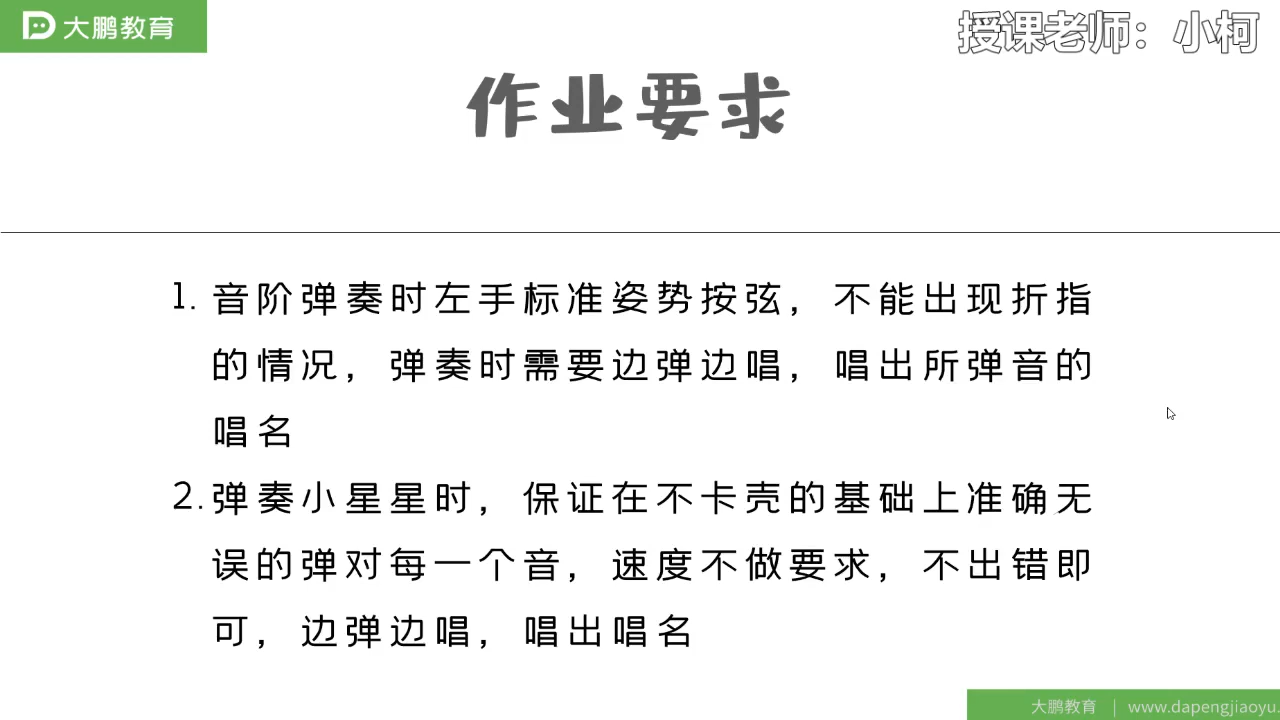 大鹏教育
授课老师：小柯
作业要求
1. 音阶弹奏时左手标准姿势按弦，不能出现折指
的情况，弹奏时需要边弹边唱，唱出所弹音的
唱名
2. 弹奏小星星时，保证在不卡壳的基础上准确无
误的弹对每一个音，速度不做要求，不出错即
可，边弹边唱，唱出唱名
大鹏教育 | www.dapengjiaoyu.